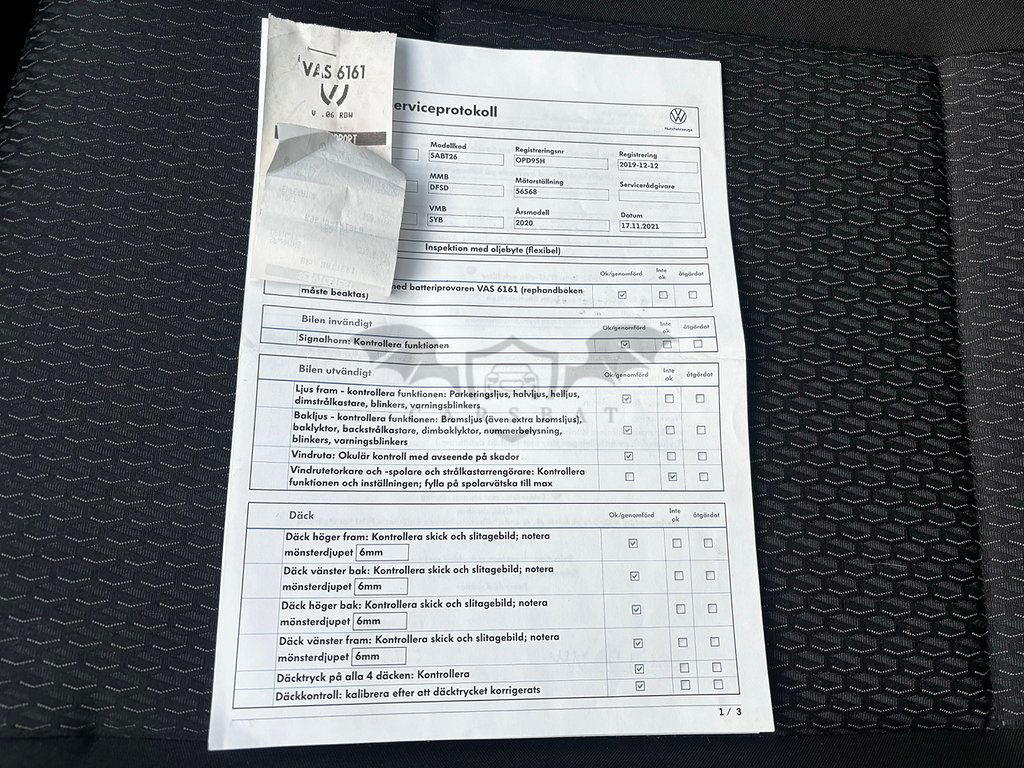 VAS 6161
erviceprotokoll
Nutzfahrzeuge
Modellkod
Registreringsnr
Registrering
SABT26
OPD95H
2019-12-12
MMB
Mätarställning
Servicerådgivare
DFSD
56568
VMB
Årsmodell
Datum
SYB
2020
17.11.2021
Inspektion med oljebyte (flexibel)
Ok/genomförd Inte ok åtgärdat
ned batteriprovaren VAS 6161 (rephandboken
måste beaktas)
Bilen invändigt
Ok/genomförd Inte ok åtgärdat
Signalhorn: Kontrollera funktionen
Bilen utvändigt
Ok/genomförd Inte ok åtgärdat
Ljus fram - kontrollera funktionen: Parkeringsljus, halvljus, helljus,
dimstrålkastare, blinkers, varningsblinkers
CARSBAT
Bakljus - kontrollera funktionen: Bromsljus (även extra bromsljus),
baklyktor, backstrålkastare, dimbaklyktor, nummerbelysning,
blinkers, varningsblinkers
Vindruta: Okulär kontroll med avseende på skador
Vindrutetorkare och -spolare och strålkastarrengörare: Kontrollera
funktionen och inställningen; fylla på spolarvätska till max
Däck
Ok/genomförd Inte ok åtgärdat
Däck höger fram: Kontrollera skick och slitagebild; notera
mönsterdjupet 6mm
Däck vänster bak: Kontrollera skick och slitagebild; notera
mönsterdjupet 6mm
Däck höger bak: Kontrollera skick och slitagebild; notera
mönsterdjupet 6mm
Däck vänster fram: Kontrollera skick och slitagebild; notera
mönsterdjupet 6mm
Däcktryck på alla 4 däcken: Kontrollera
Däckkontroll: kalibrera efter att däcktrycket korrigerats
1 / 3